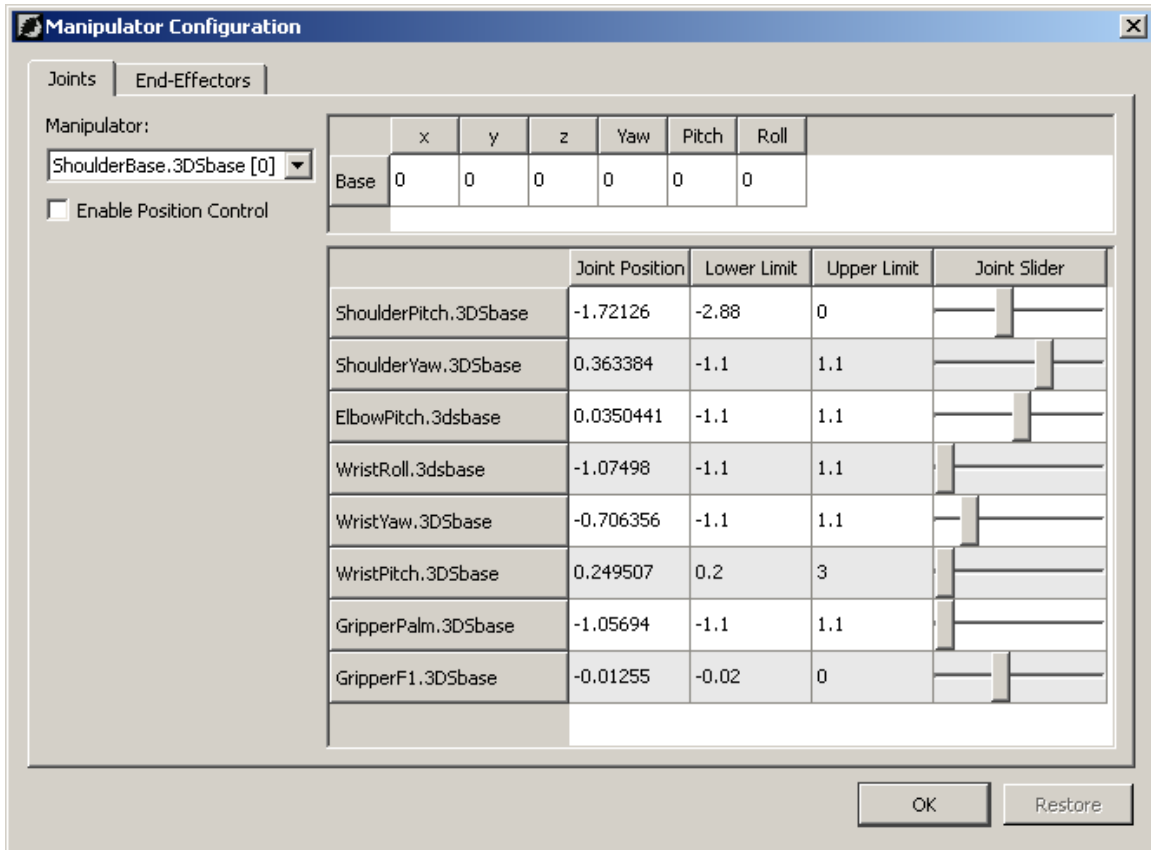 Manipulator Configuration
Joints End-Effectors
Manipulator:
ShoulderBase.3DSbase [0]
Enable Position Control
x y z Yaw Pitch Roll
Base 0 0 0 0 0 0
Joint Position Lower Limit Upper Limit Joint Slider
ShoulderPitch.3DSbase -1.72126 -2.88 0
ShoulderYaw.3DSbase 0.363384 -1.1 1.1
ElbowPitch.3dsbase 0.0350441 -1.1 1.1
WristRoll.3dsbase -1.07498 -1.1 1.1
WristYaw.3DSbase -0.706356 -1.1 1.1
WristPitch.3DSbase 0.249507 0.2 3
GripperPalm.3DSbase -1.05694 -1.1 1.1
GripperF1.3DSbase -0.01255 -0.02 0
OK Restore